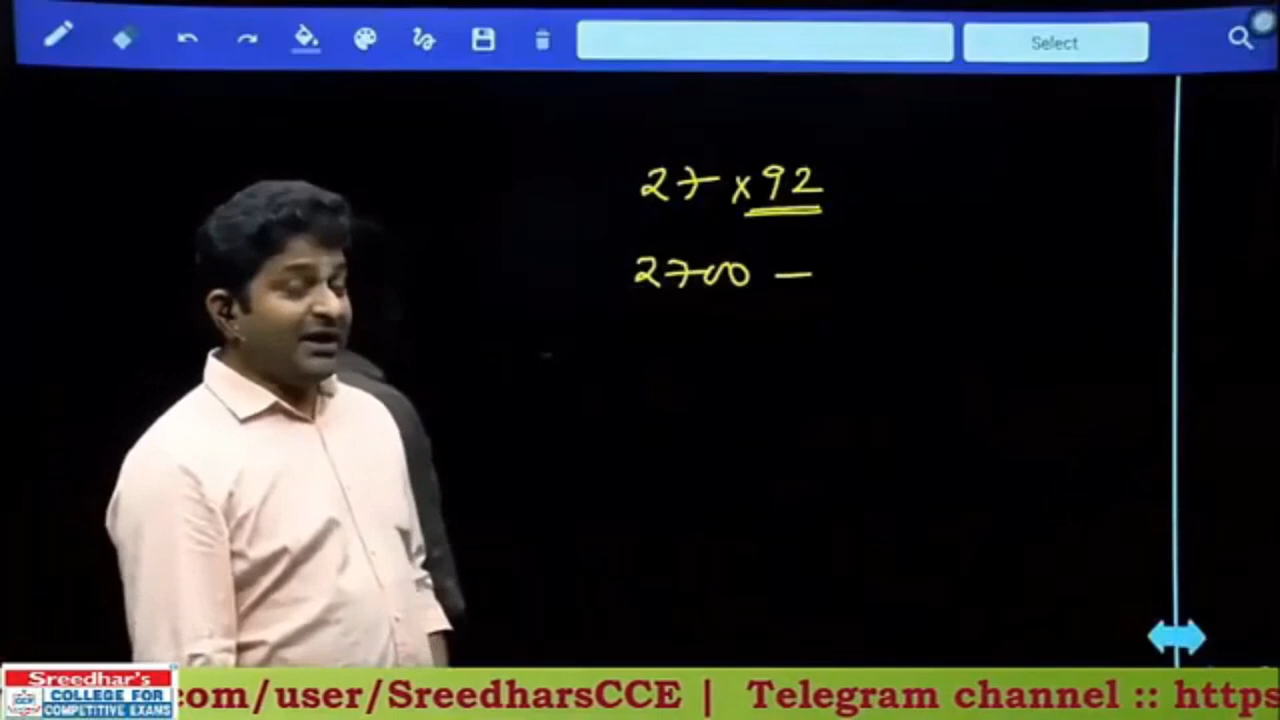 Select
27 × 92
2700 —
Sreedhar's
COLLEGE FOR
COMPETITIVE EXAMS
com/user/SreedharsCCE | Telegram channel :: https